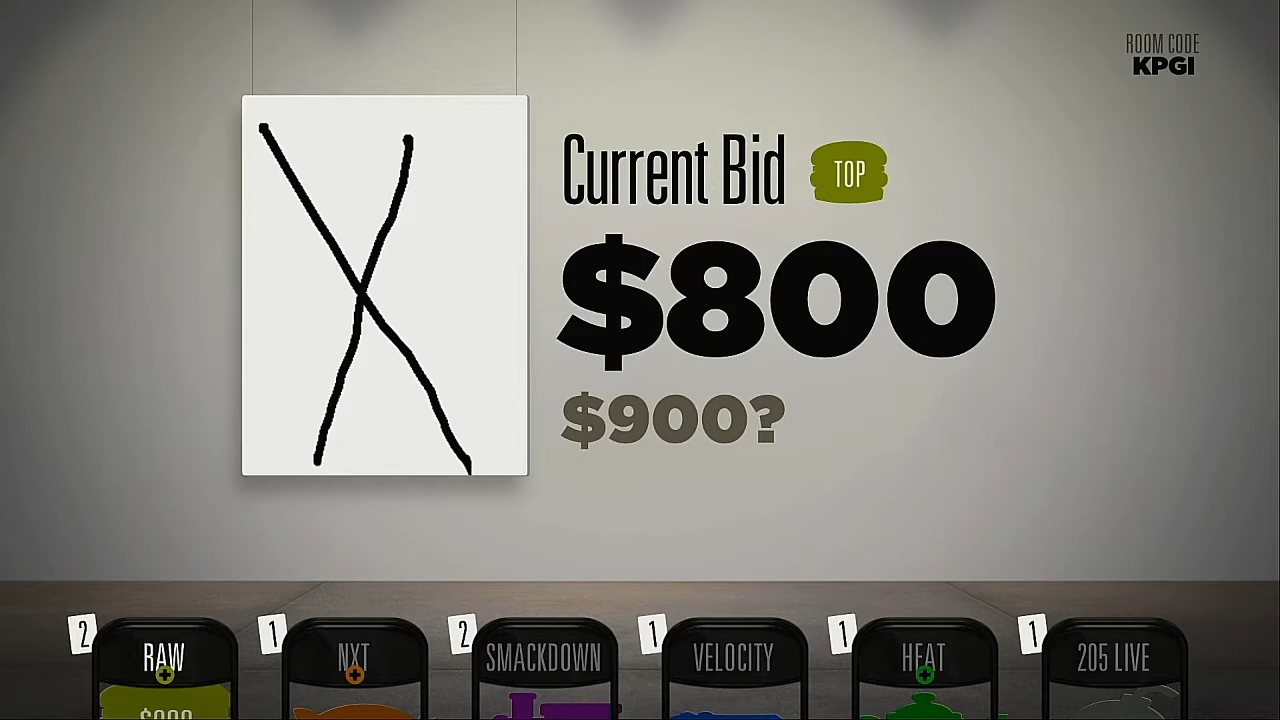 ROOM CODE
KPGI
Current Bid TOP
$800
$900?
2 RAW 1 NXT 2 SMACKDOWN 1 VELOCITY 1 HEAT 1 205 LIVE